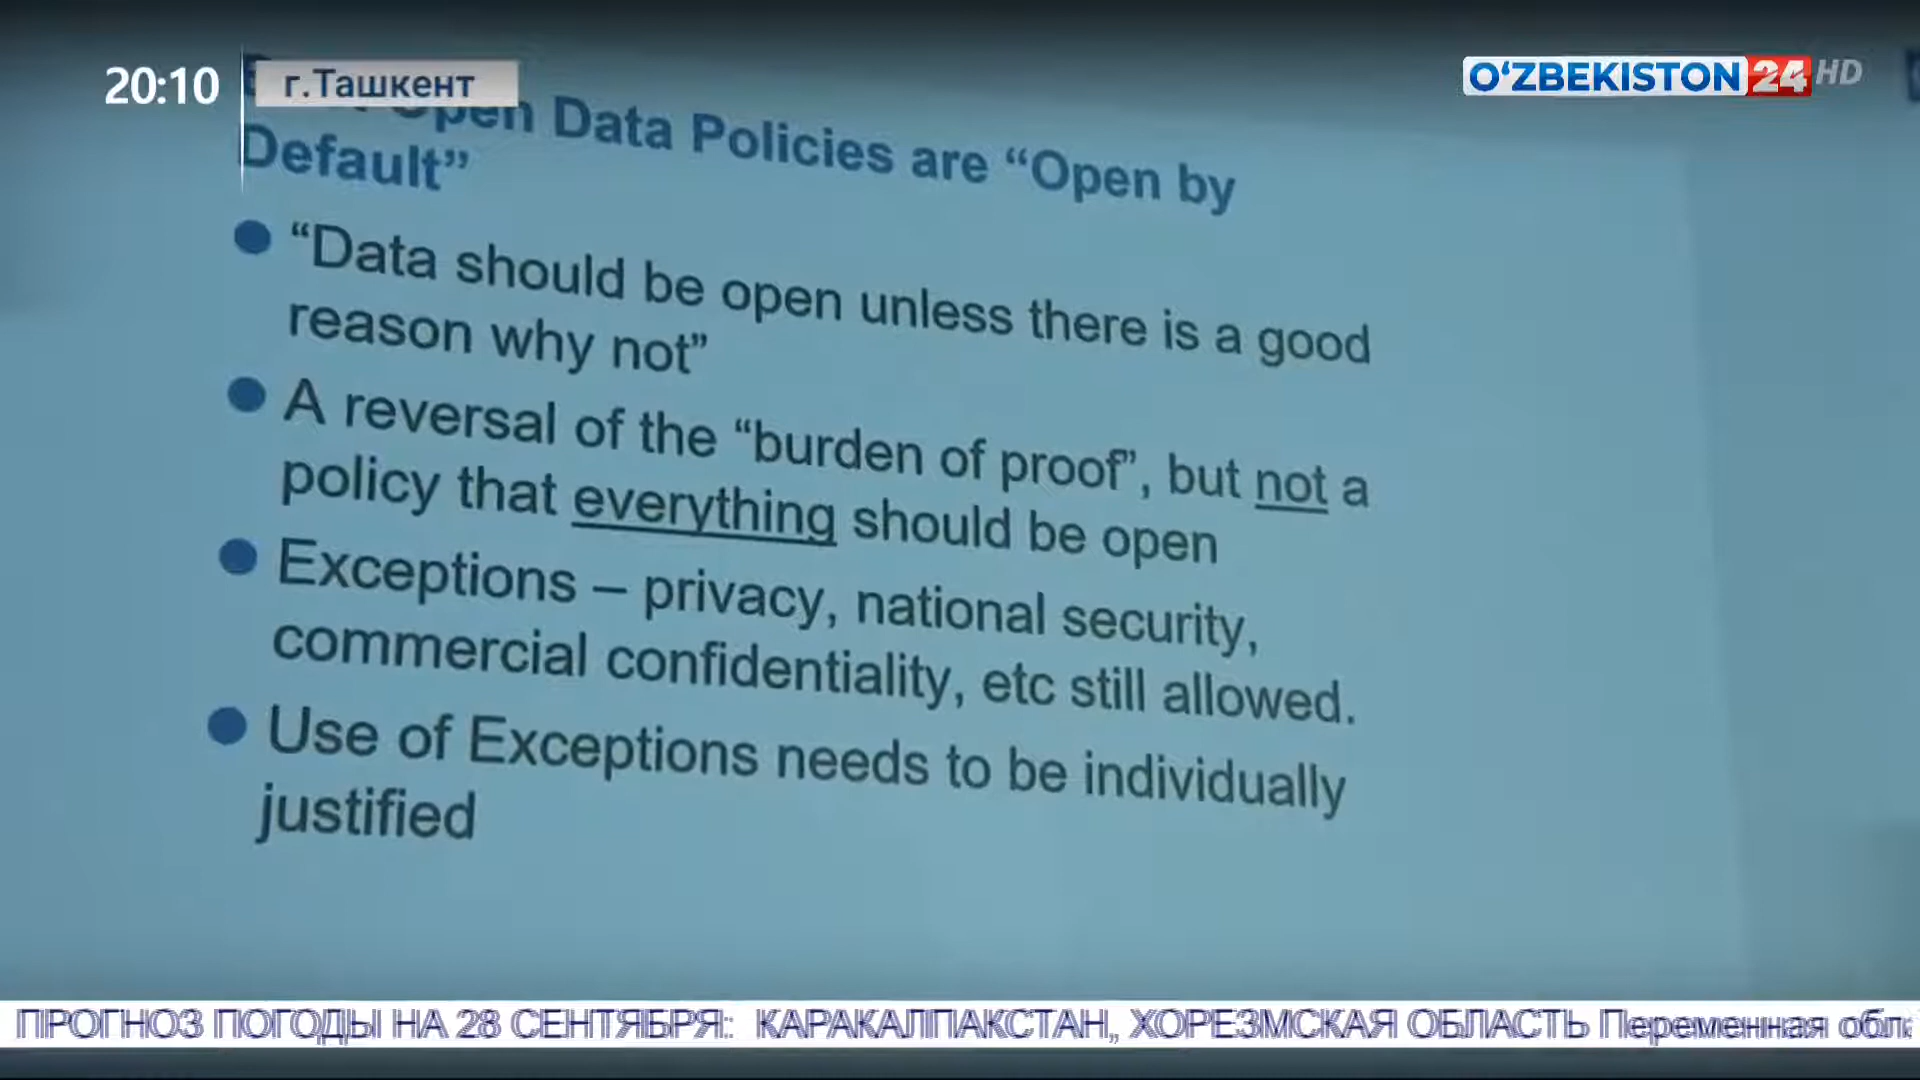 20:10
г.Ташкент
O‘ZBEKISTON 24 HD
Open Data Policies are “Open by
Default”
“Data should be open unless there is a good
reason why not”
A reversal of the “burden of proof”, but not a
policy that everything should be open
Exceptions – privacy, national security,
commercial confidentiality, etc still allowed.
Use of Exceptions needs to be individually
justified
ПРОГНОЗ ПОГОДЫ НА 28 СЕНТЯБРЯ: КАРАКАЛПАКСТАН, ХОРЕЗМСКАЯ ОБЛАСТЬ Переменная